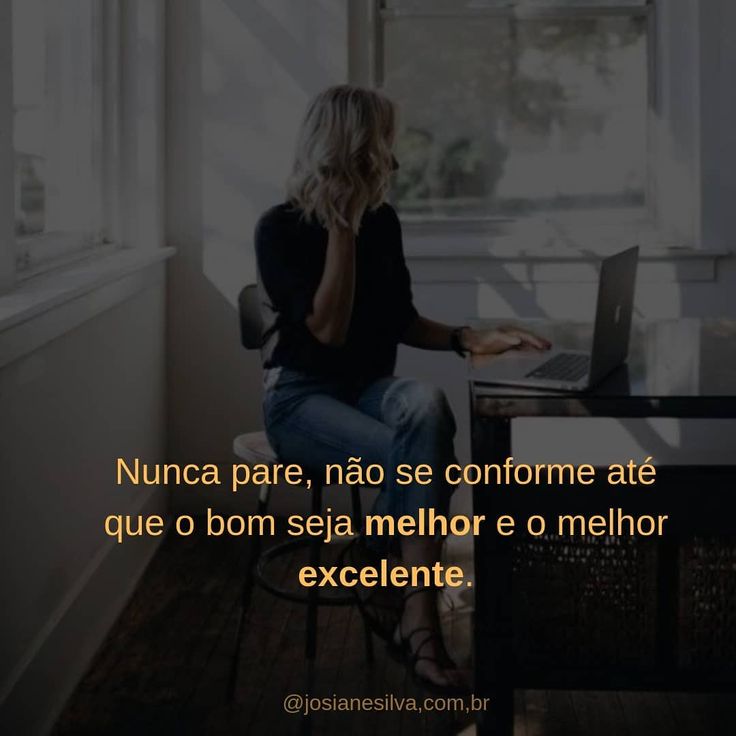 Nunca pare, não se conforme até
que o bom seja melhor e o melhor
excelente.
@josianesilva,com,br